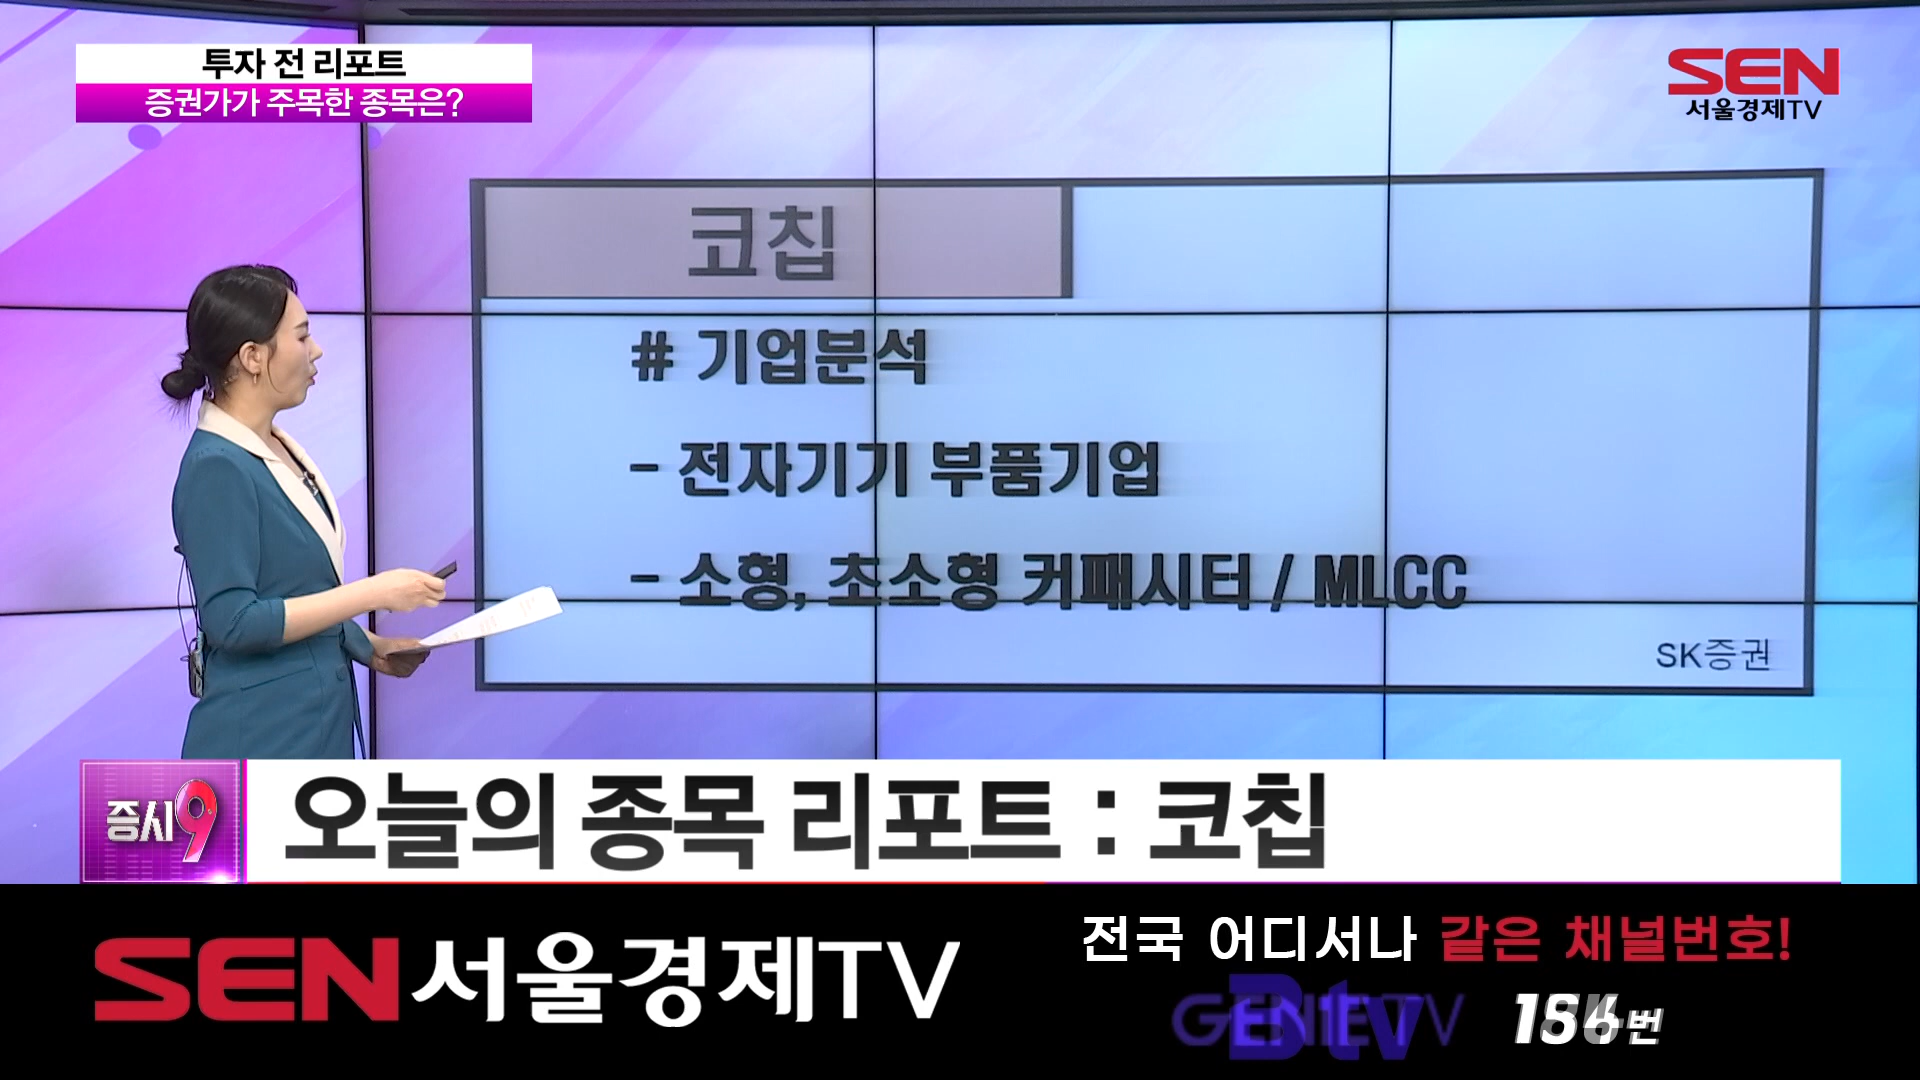 투자 전 리포트
증권가가 주목한 종목은?
SEN
서울경제TV
코칩
# 기업분석
- 전자기기 부품기업
- 소형, 초소형 커패시터 / MLCC
SK증권
증시9
오늘의 종목 리포트 : 코칩
SEN서울경제TV
전국 어디서나 같은 채널번호!
GENIE TV
B tv
번